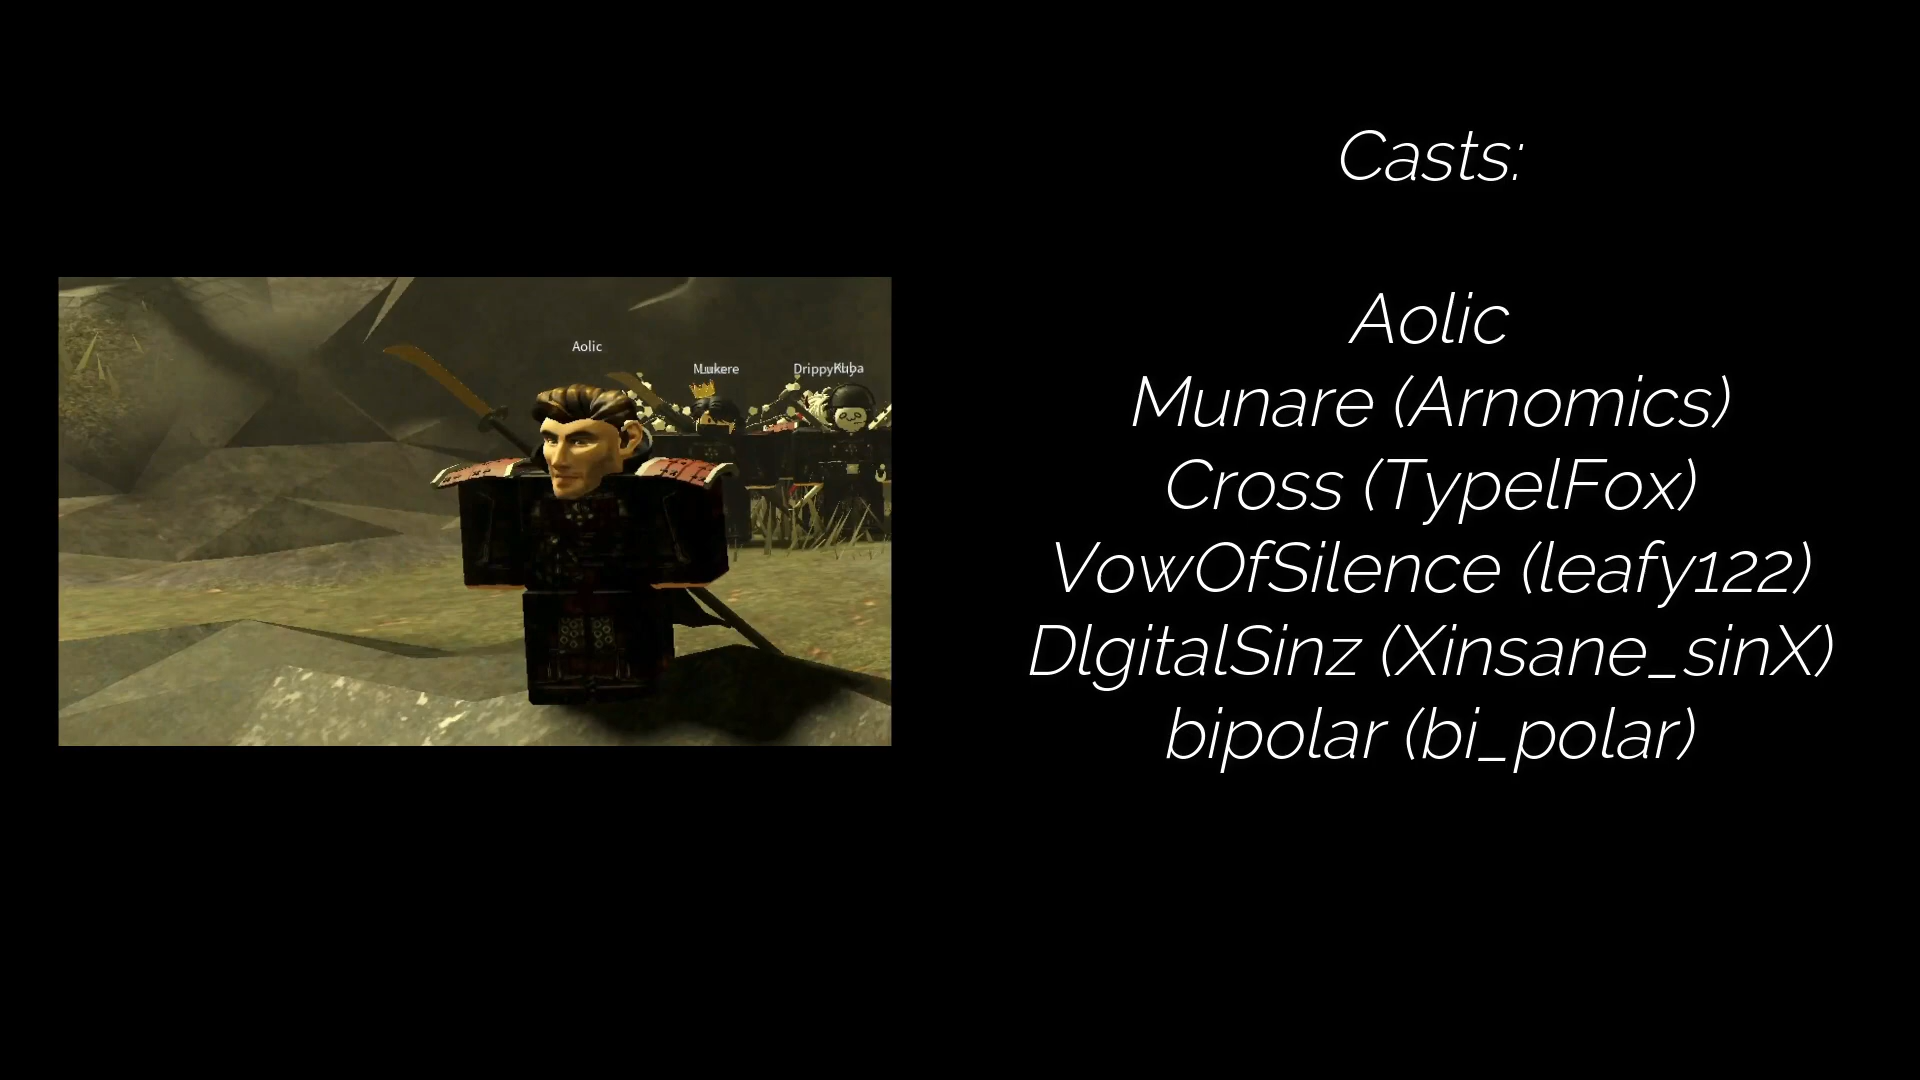 Casts:
Aolic
Munare (Arnomics)
Cross (TypelFox)
VowOfSilence (leafy122)
DlgitalSinz (Xinsane_sinX)
bipolar (bi_polar)
Aolic